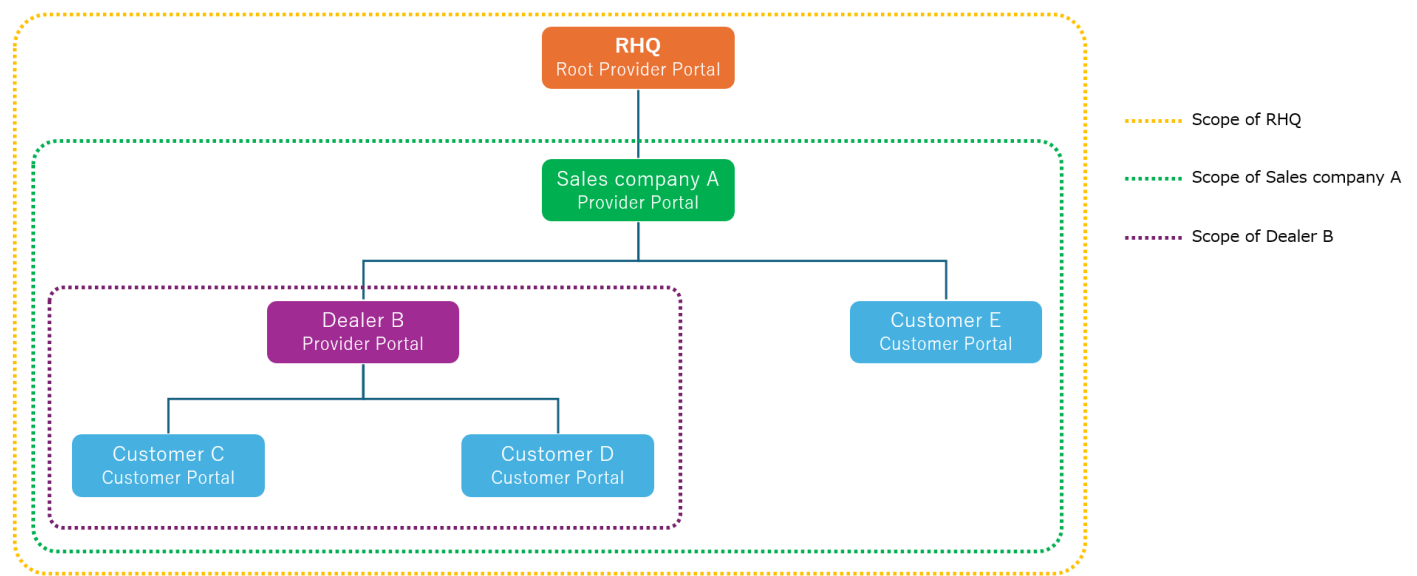 RHQ
Root Provider Portal
Scope of RHQ
Sales company A
Provider Portal
Scope of Sales company A
Scope of Dealer B
Dealer B
Provider Portal
Customer E
Customer Portal
Customer C
Customer Portal
Customer D
Customer Portal